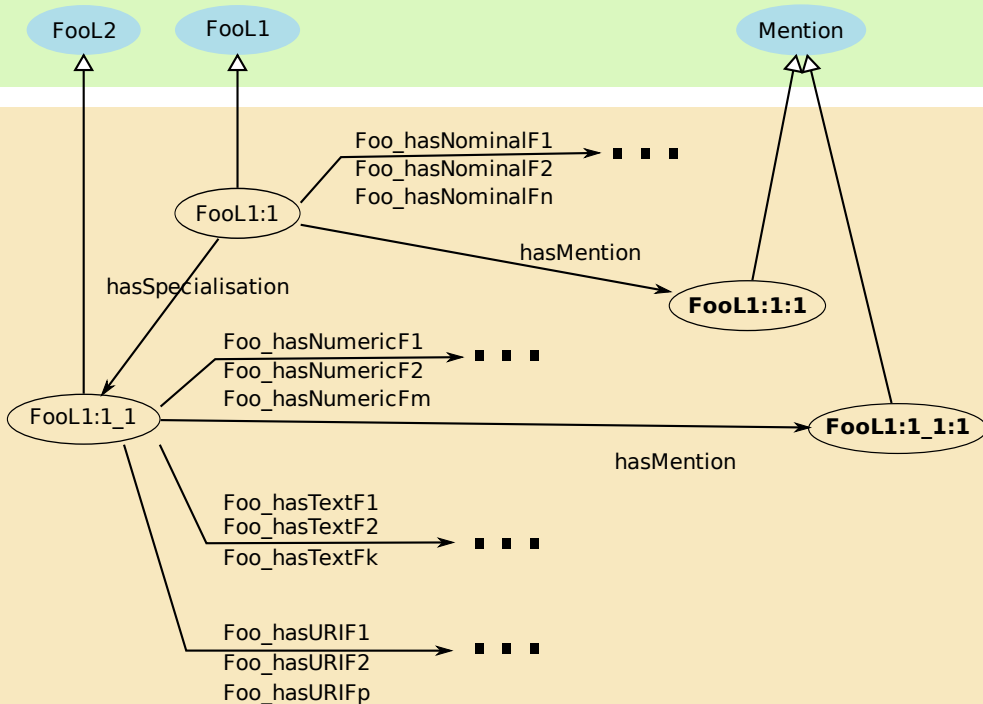 FooL2
FooL1
Mention
Foo_hasNominalF1
Foo_hasNominalF2
Foo_hasNominalFn
FooL1:1
hasMention
hasSpecialisation
FooL1:1:1
Foo_hasNumericF1
Foo_hasNumericF2
Foo_hasNumericFm
FooL1:1_1
FooL1:1_1:1
hasMention
Foo_hasTextF1
Foo_hasTextF2
Foo_hasTextFk
Foo_hasURIF1
Foo_hasURIF2
Foo_hasURIFp